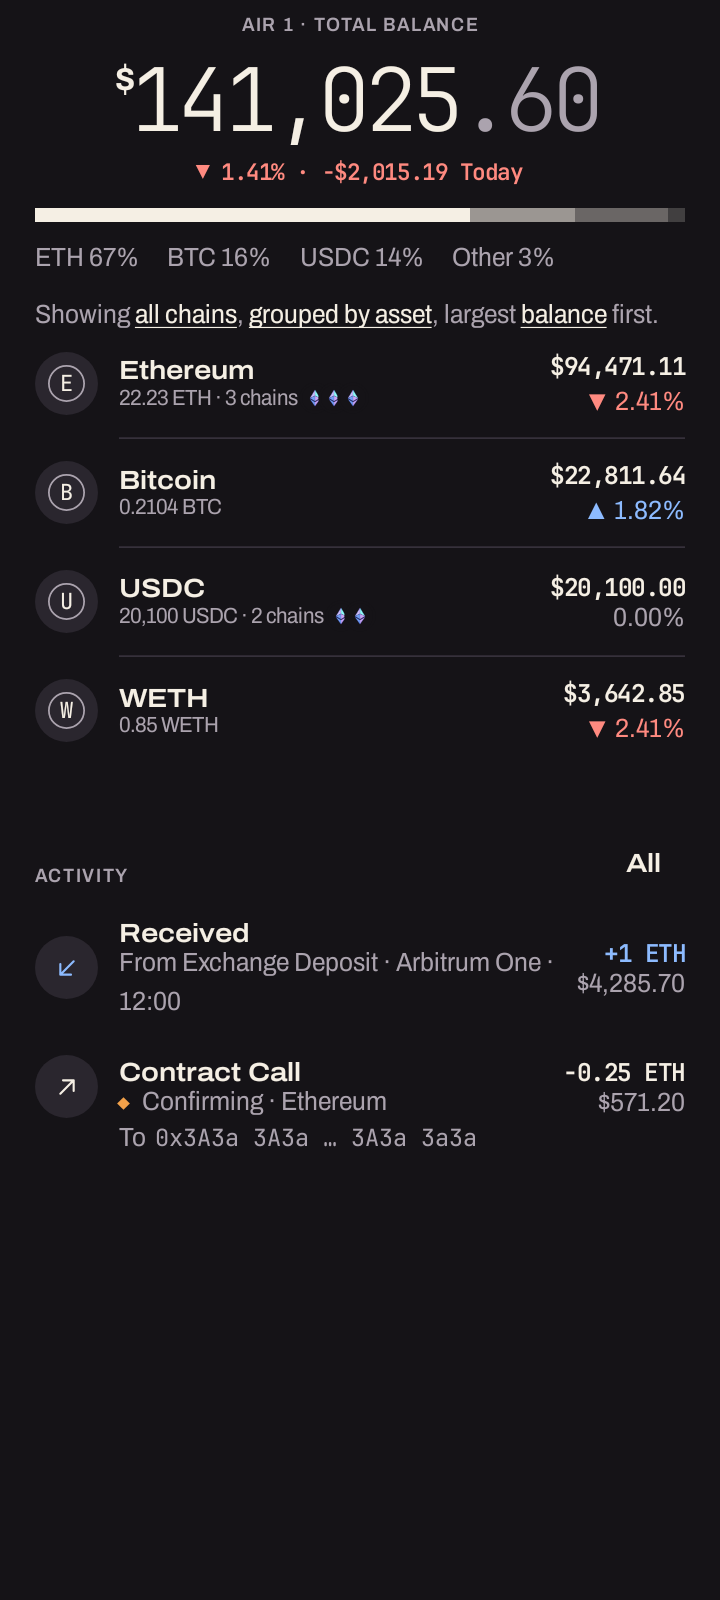 AIR 1 · TOTAL BALANCE
$141,025.60
▼ 1.41% · -$2,015.19 Today
ETH 67% BTC 16% USDC 14% Other 3%
Showing all chains, grouped by asset, largest balance first.
E
Ethereum
22.23 ETH · 3 chains
$94,471.11
▼ 2.41%
B
Bitcoin
0.2104 BTC
$22,811.64
▲ 1.82%
U
USDC
20,100 USDC · 2 chains
$20,100.00
0.00%
W
WETH
0.85 WETH
$3,642.85
▼ 2.41%
ACTIVITY
All
Received
From Exchange Deposit · Arbitrum One ·
12:00
+1 ETH
$4,285.70
Contract Call
Confirming · Ethereum
To 0x3A3a 3A3a … 3A3a 3a3a
-0.25 ETH
$571.20